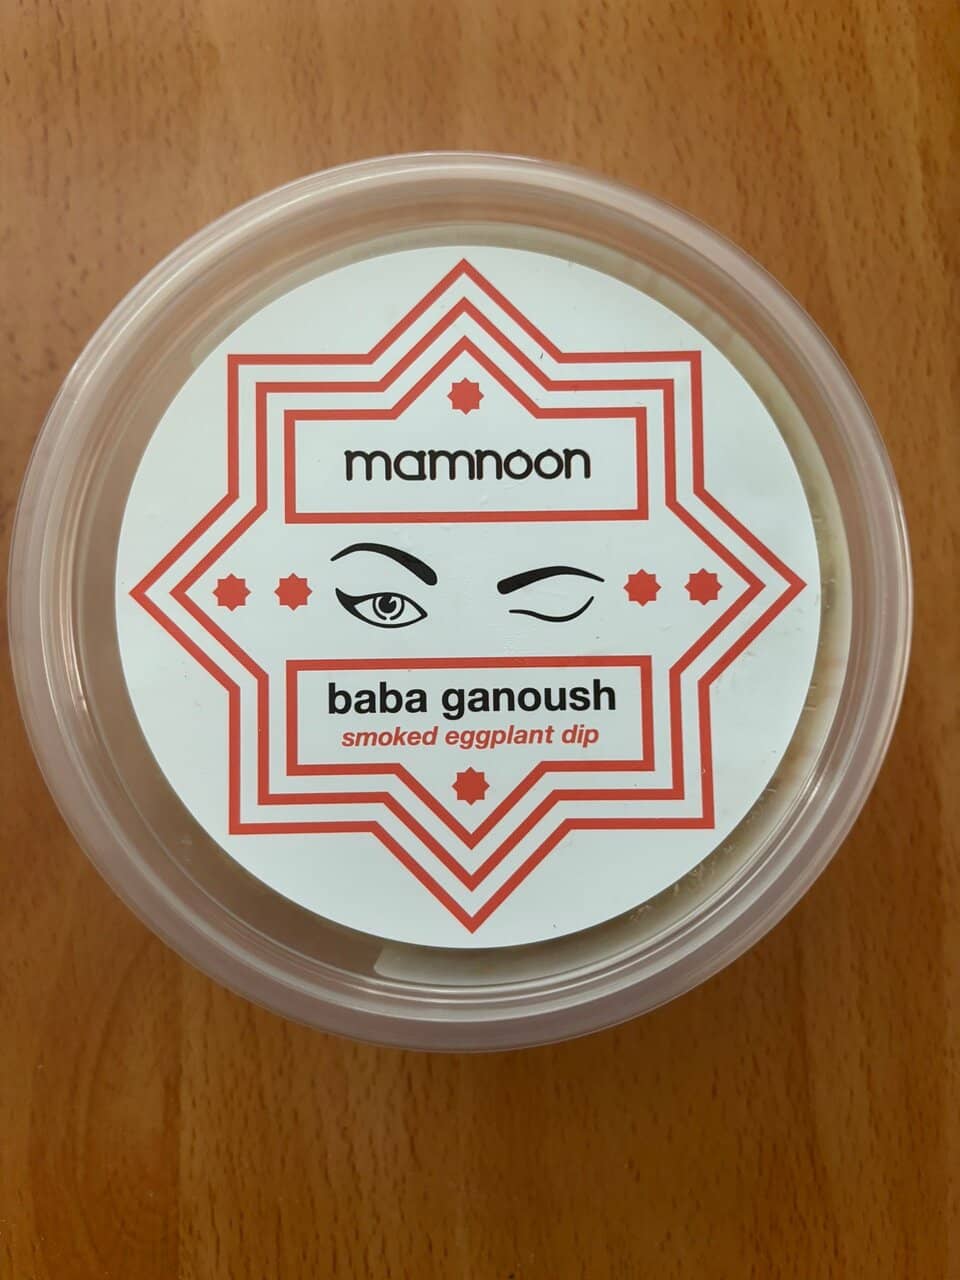 mamnoon
baba ganoush
smoked eggplant dip